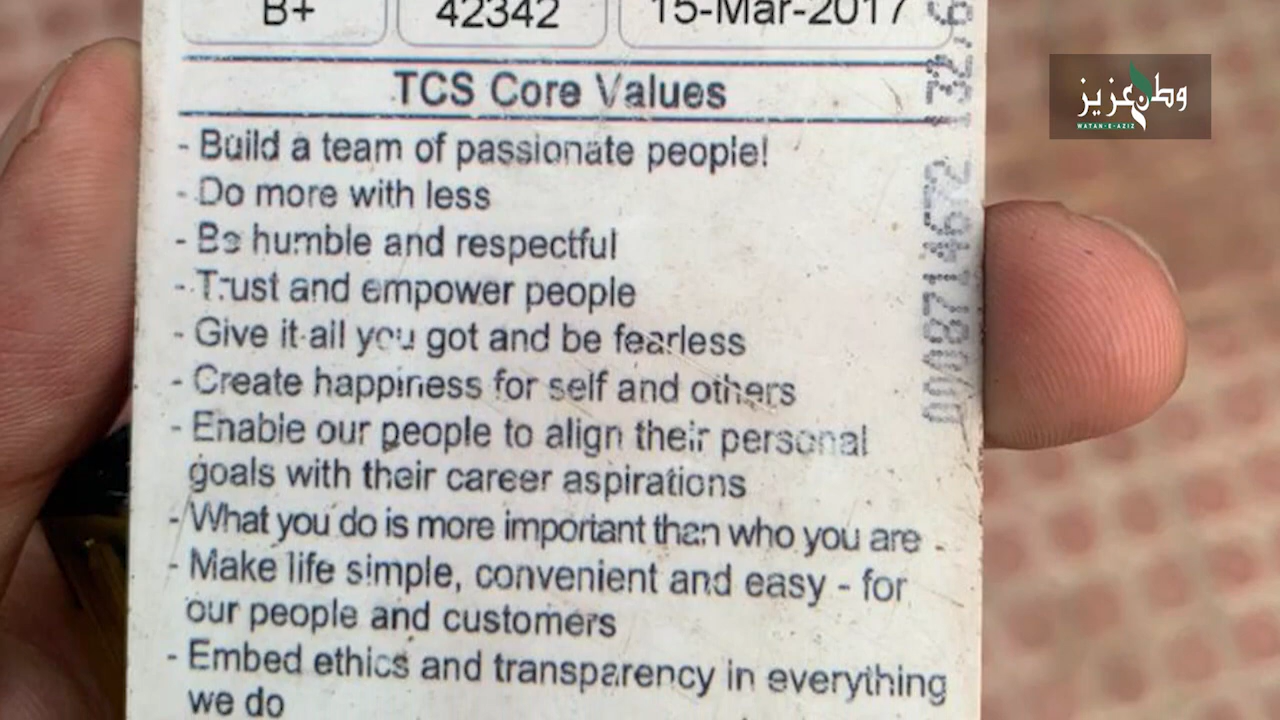 B+ 42342 15-Mar-2017
TCS Core Values
- Build a team of passionate people!
- Do more with less
- Be humble and respectful
- Trust and empower people
- Give it all you got and be fearless
- Create happiness for self and others
- Enable our people to align their personal
goals with their career aspirations
- What you do is more important than who you are -
- Make life simple, convenient and easy - for
our people and customers
- Embed ethics and transparency in everything
we do
0008714672 132,6
وطن عزیز
WATAN-E-AZIZ